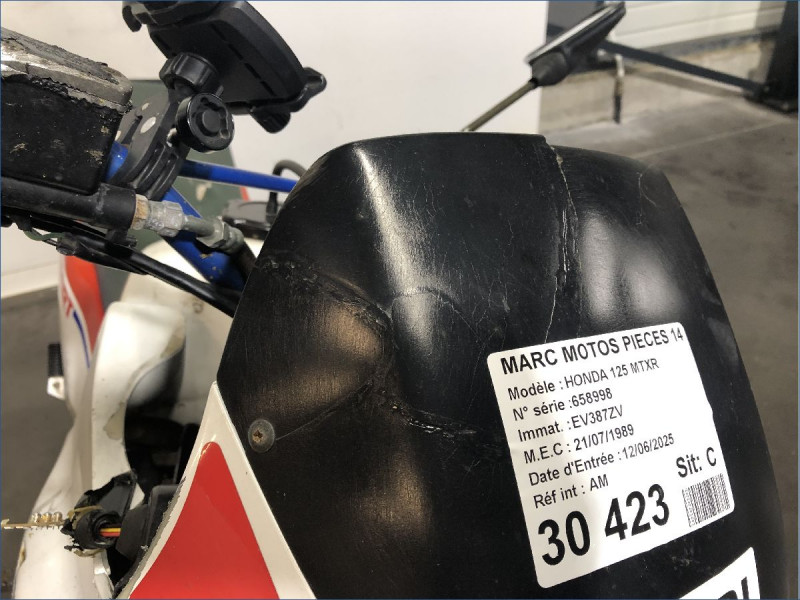 MARC MOTOS PIECES 14
Modèle : HONDA 125 MTXR
N° série :658998
Immat. :EV387ZV
M.E.C : 21/07/1989
Date d'Entrée :12/06/2025
Réf int : AM
Sit: C
30 423